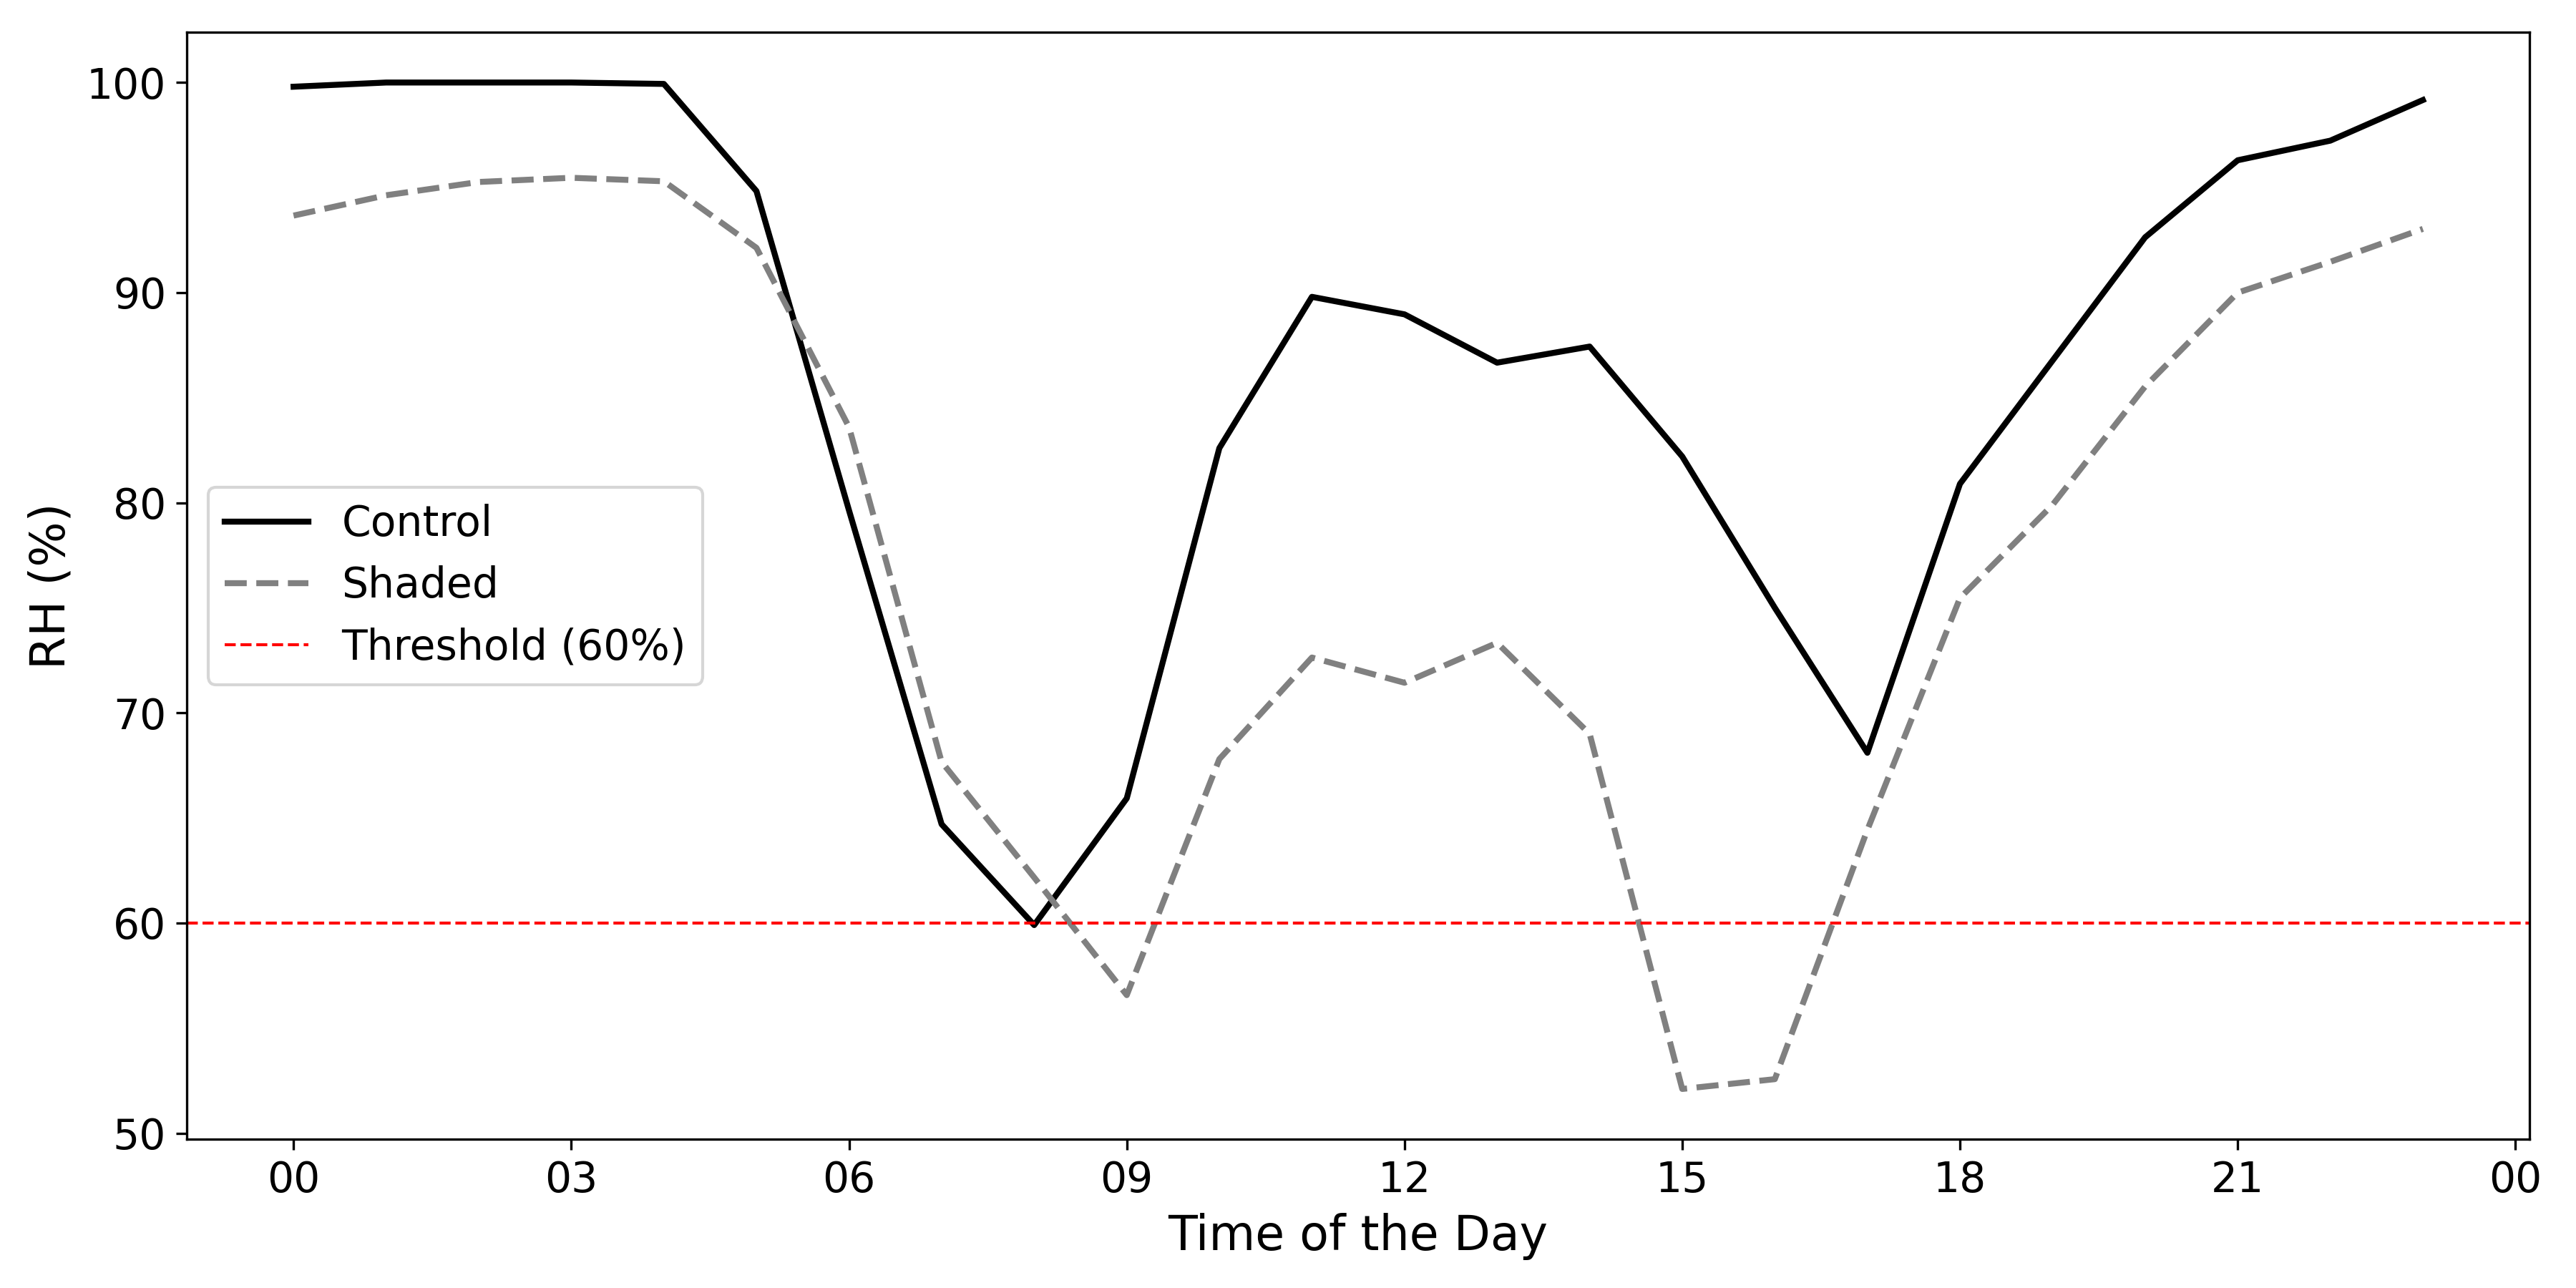 100
90
80
70
60
50
RH (%)
Control
Shaded
Threshold (60%)
00 03 06 09 12 15 18 21 00
Time of the Day